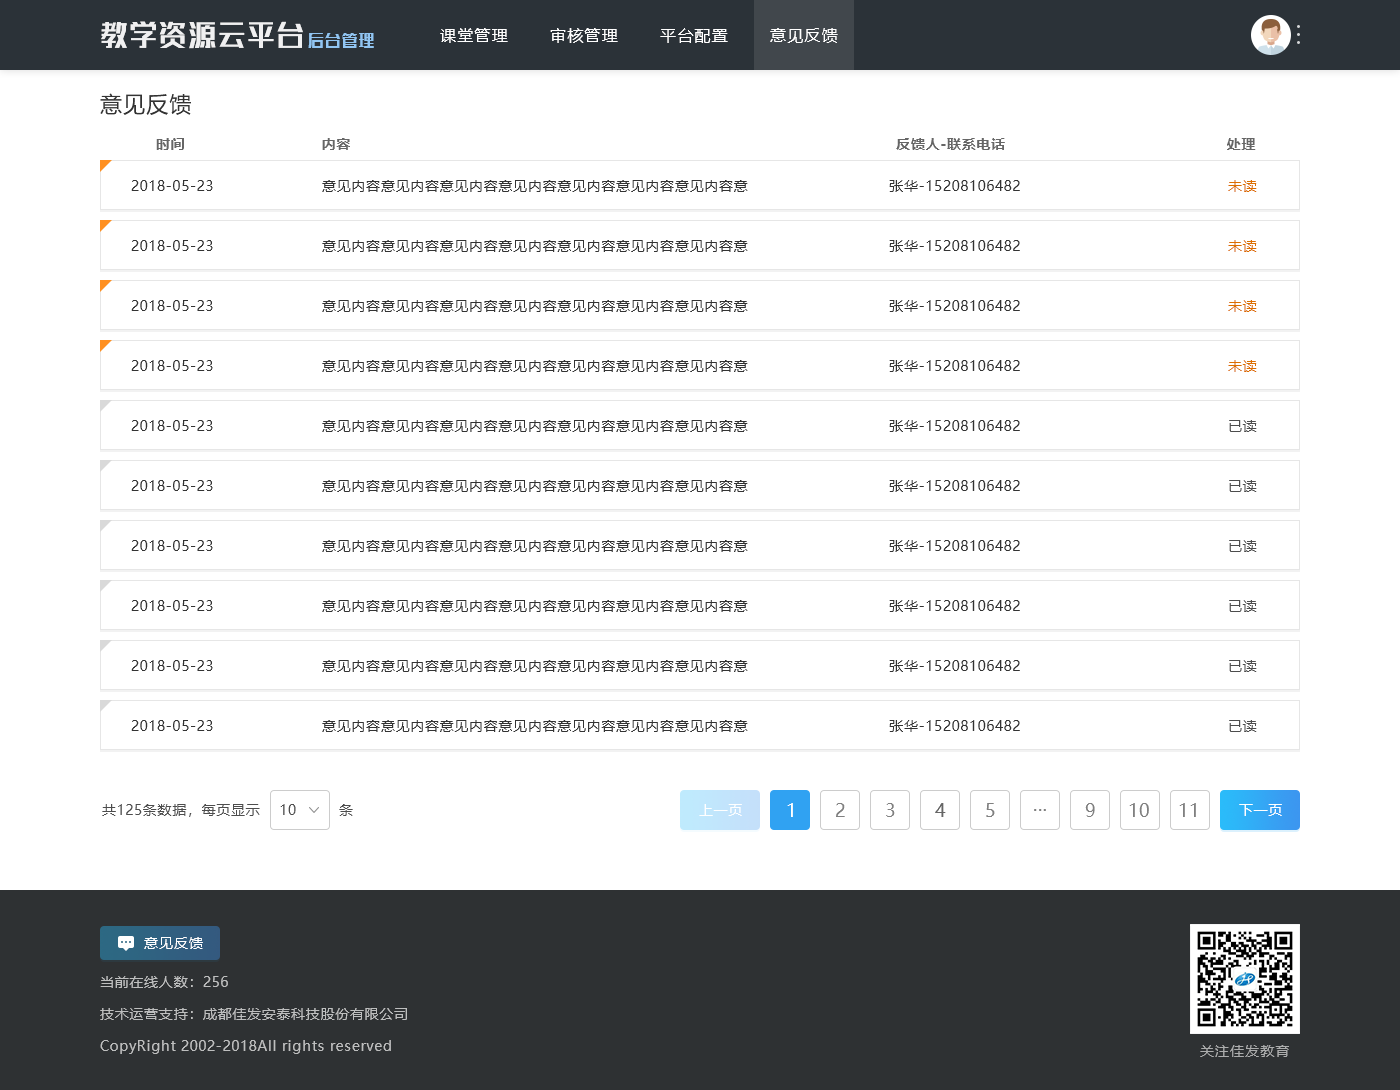 教学资源云平台 后台管理 课堂管理 审核管理 平台配置 意见反馈
意见反馈
时间 内容 反馈人-联系电话 处理
2018-05-23 意见内容意见内容意见内容意见内容意见内容意见内容意见内容意 张华-15208106482 未读
2018-05-23 意见内容意见内容意见内容意见内容意见内容意见内容意见内容意 张华-15208106482 未读
2018-05-23 意见内容意见内容意见内容意见内容意见内容意见内容意见内容意 张华-15208106482 未读
2018-05-23 意见内容意见内容意见内容意见内容意见内容意见内容意见内容意 张华-15208106482 未读
2018-05-23 意见内容意见内容意见内容意见内容意见内容意见内容意见内容意 张华-15208106482 已读
2018-05-23 意见内容意见内容意见内容意见内容意见内容意见内容意见内容意 张华-15208106482 已读
2018-05-23 意见内容意见内容意见内容意见内容意见内容意见内容意见内容意 张华-15208106482 已读
2018-05-23 意见内容意见内容意见内容意见内容意见内容意见内容意见内容意 张华-15208106482 已读
2018-05-23 意见内容意见内容意见内容意见内容意见内容意见内容意见内容意 张华-15208106482 已读
2018-05-23 意见内容意见内容意见内容意见内容意见内容意见内容意见内容意 张华-15208106482 已读
共125条数据，每页显示 10 条 上一页 1 2 3 4 5 ··· 9 10 11 下一页
意见反馈
当前在线人数：256
技术运营支持：成都佳发安泰科技股份有限公司
CopyRight 2002-2018All rights reserved
关注佳发教育